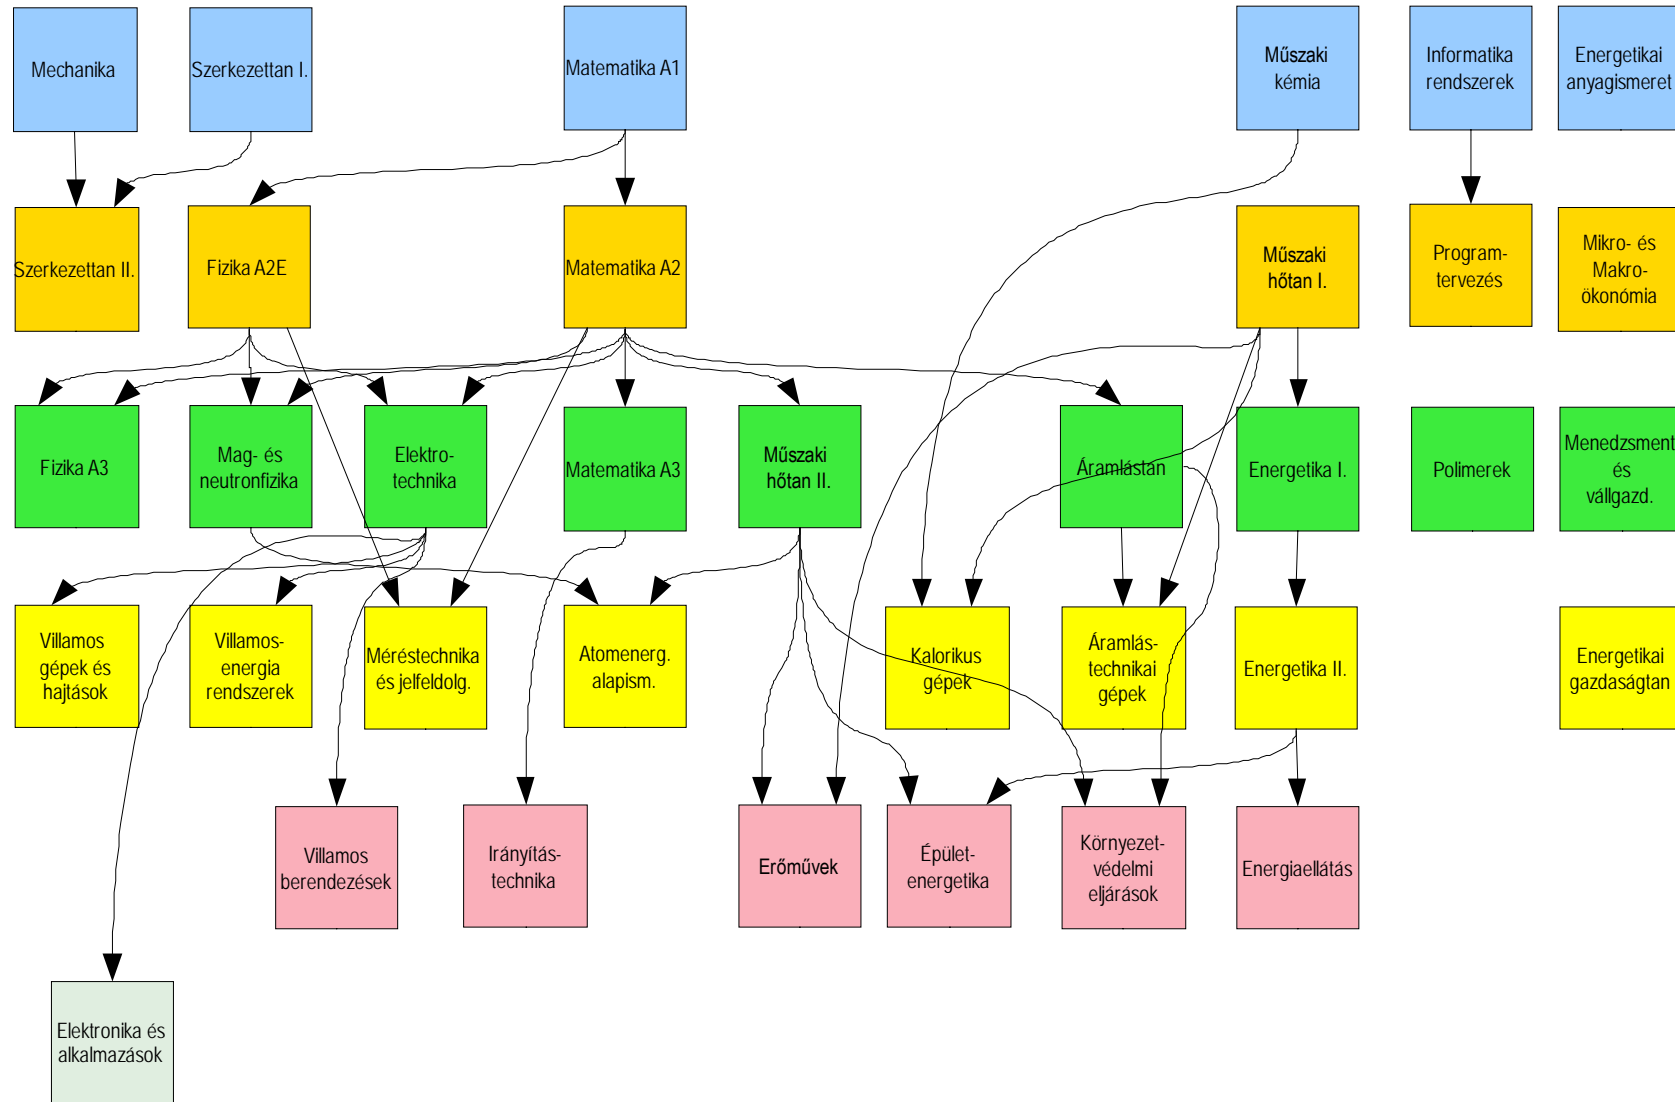 Mechanika
Szerkezettan I.
Matematika A1
Műszaki
kémia
Informatika
rendszerek
Energetikai
anyagismeret
Szerkezettan II.
Fizika A2E
Matematika A2
Műszaki
hőtan I.
Program-
tervezés
Mikro- és
Makro-
ökonómia
Fizika A3
Mag- és
neutronfizika
Elektro-
technika
Matematika A3
Műszaki
hőtan II.
Áramlástan
Energetika I.
Polimerek
Menedzsment
és
vállgazd.
Villamos
gépek és
hajtások
Villamos-
energia
rendszerek
Méréstechnika
és jelfeldolg.
Atomenerg.
alapism.
Kalorikus
gépek
Áramlás-
technikai
gépek
Energetika II.
Energetikai
gazdaságtan
Villamos
berendezések
Irányítás-
technika
Erőművek
Épület-
energetika
Környezet-
védelmi
eljárások
Energiaellátás
Elektronika és
alkalmazások